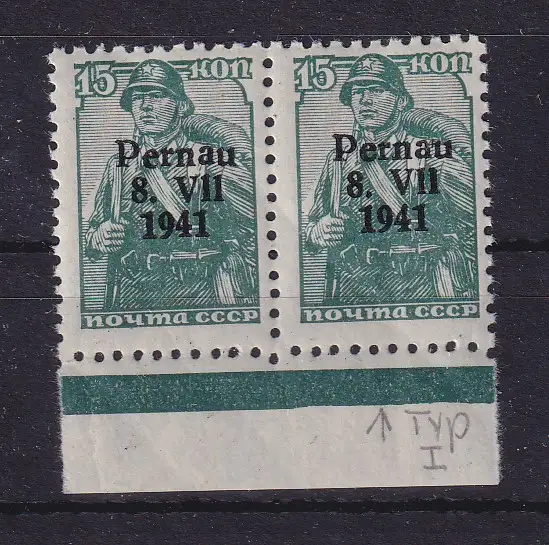 15 коп
Pernau
8. VII
1941
почта ссср
15 коп
Pernau
8. VII
1941
почта ссср
Typ
I